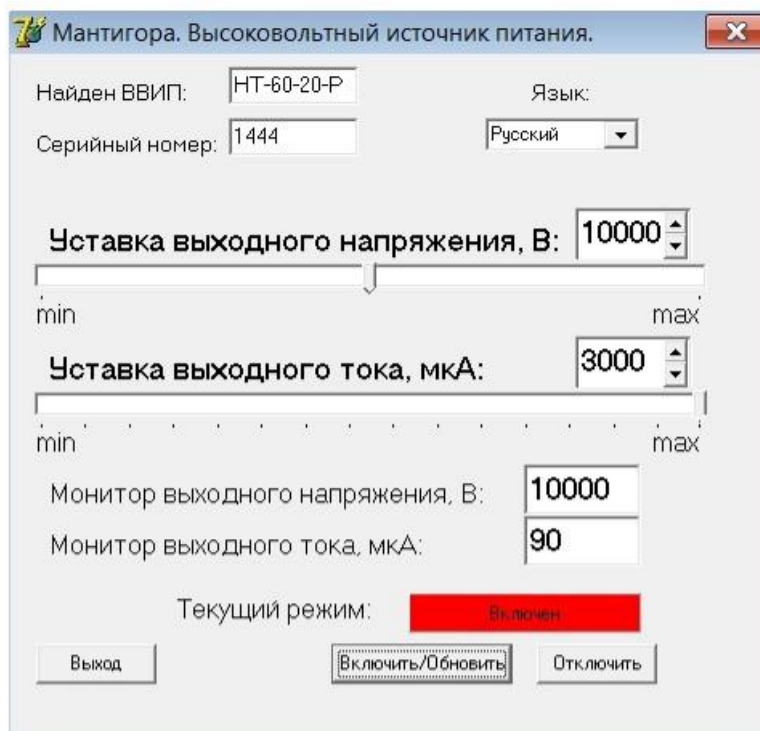 Мантигора. Высоковольтный источник питания.
Найден ВВИП: НТ-60-20-Р
Язык:
Серийный номер: 1444
Русский
Уставка выходного напряжения, В: 10000
min max
Уставка выходного тока, мкА: 3000
min max
Монитор выходного напряжения, В: 10000
Монитор выходного тока, мкА: 90
Текущий режим: Включен
Выход Включить/Обновить Отключить